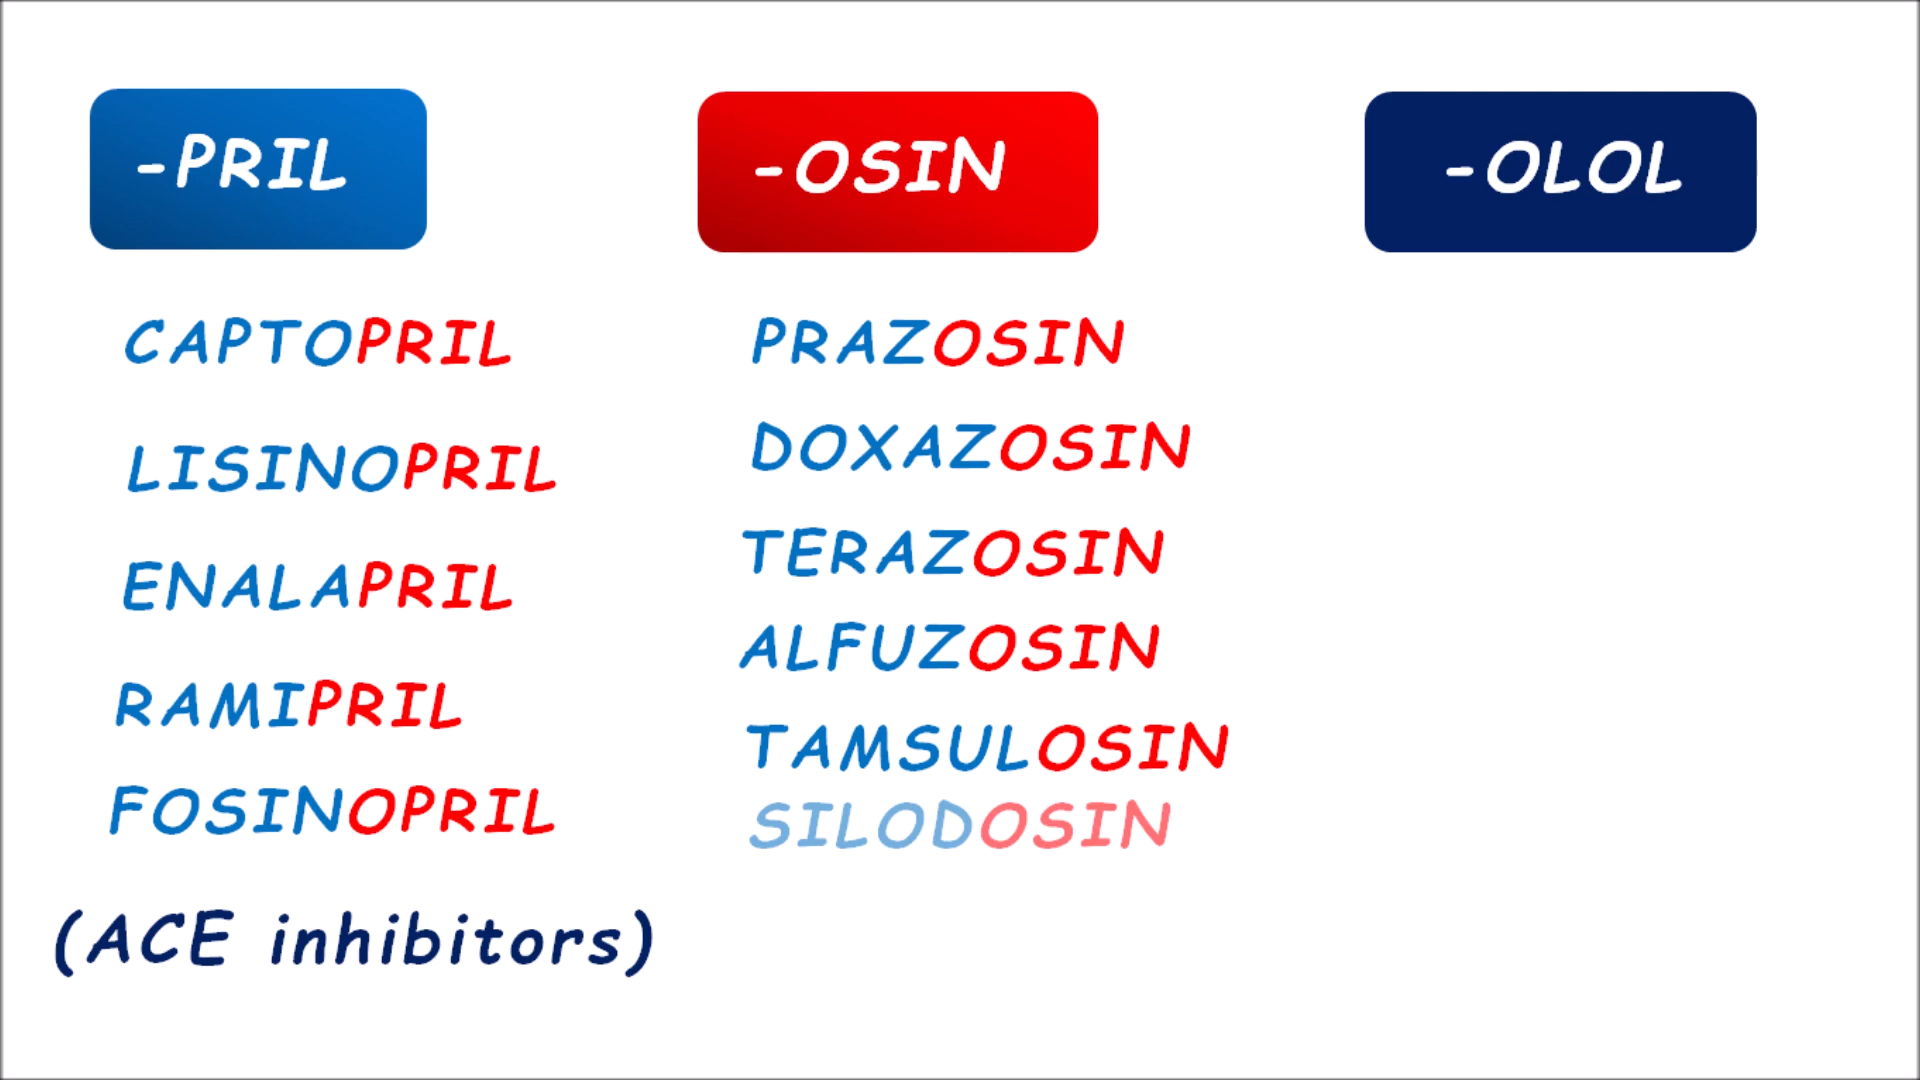 -PRIL
CAPTOPRIL
LISINOPRIL
ENALAPRIL
RAMIPRIL
FOSINOPRIL
(ACE inhibitors)
-OSIN
PRAZOSIN
DOXAZOSIN
TERAZOSIN
ALFUZOSIN
TAMSULOSIN
SILODOSIN
-OLOL